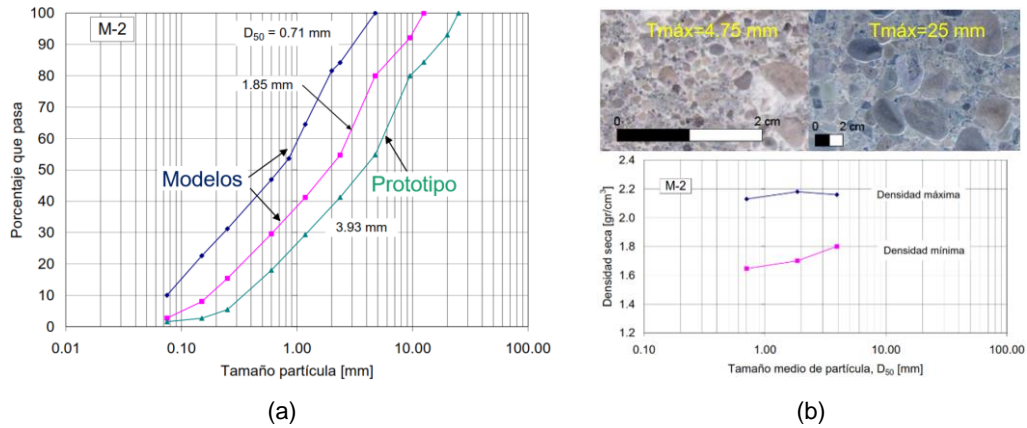 M-2
D50 = 0.71 mm
1.85 mm
Modelos
Prototipo
3.93 mm
Porcentaje que pasa
100
90
80
70
60
50
40
30
20
10
0
0.01
0.10
1.00
10.00
100.00
Tamaño partícula [mm]
(a)
Tmáx=4.75 mm
Tmáx=25 mm
0
2 cm
0
2 cm
M-2
Densidad máxima
Densidad mínima
Densidad seca [gr/cm³]
2.4
2.2
2.0
1.8
1.6
1.4
1.2
0.10
1.00
10.00
100.00
Tamaño medio de partícula, D50 [mm]
(b)